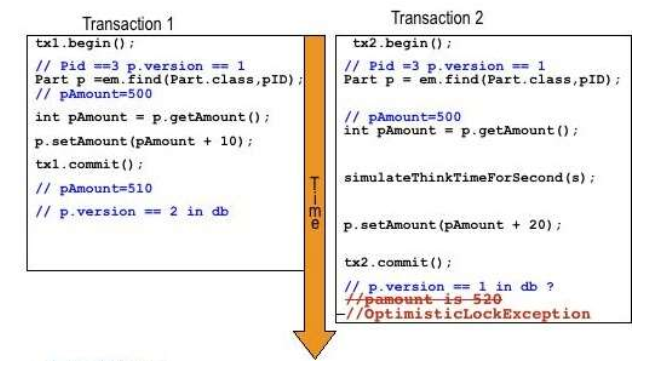 Transaction 1
tx1.begin();
// Pid ==3 p.version == 1
Part p =em.find(Part.class,pID);
// pAmount=500
int pAmount = p.getAmount();
p.setAmount(pAmount + 10);
tx1.commit();
// pAmount=510
// p.version == 2 in db
Time
Transaction 2
tx2.begin();
// Pid =3 p.version == 1
Part p = em.find(Part.class,pID);
// pAmount=500
int pAmount = p.getAmount();
simulateThinkTimeForSecond(s);
p.setAmount(pAmount + 20);
tx2.commit();
// p.version == 1 in db ?
//pamount is 520
//OptimisticLockException